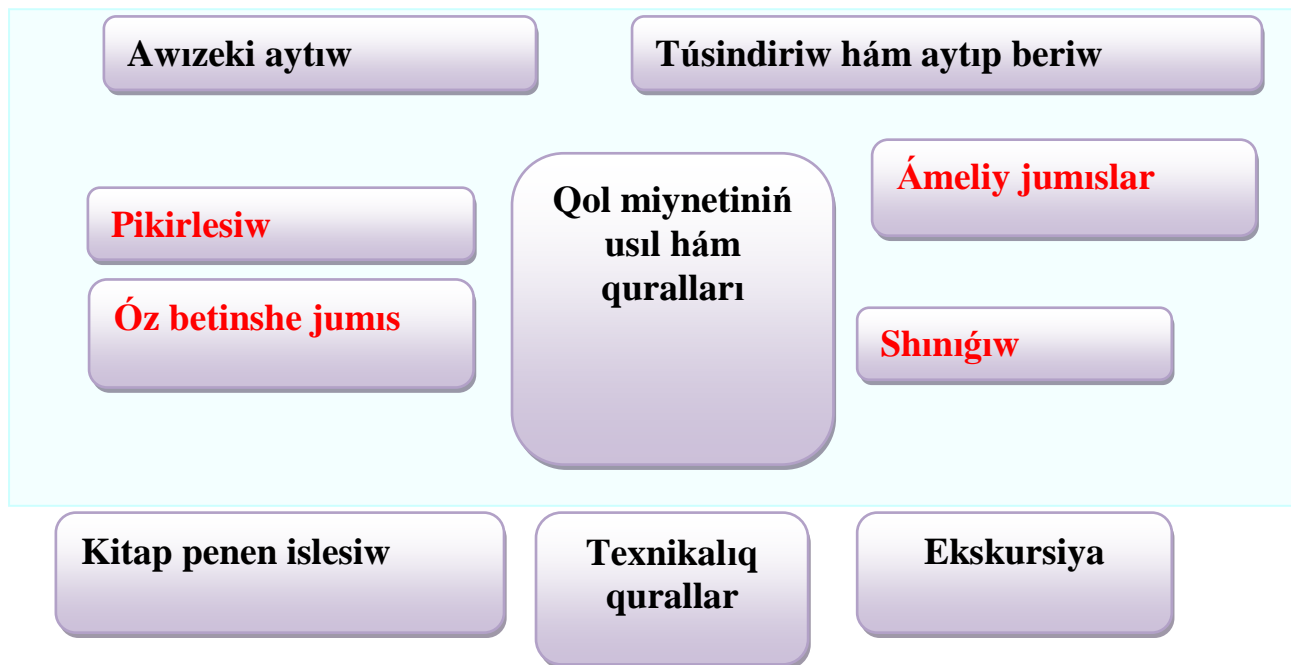 Awızeki aytıw
Túsindiriw hám aytıp beriw
Ámeliy jumıslar
Pikirlesiw
Qol miynetiniń
usıl hám
quralları
Óz betinshe jumıs
Shınıǵıw
Kitap penen islesiw
Texnikalıq
qurallar
Ekskursiya